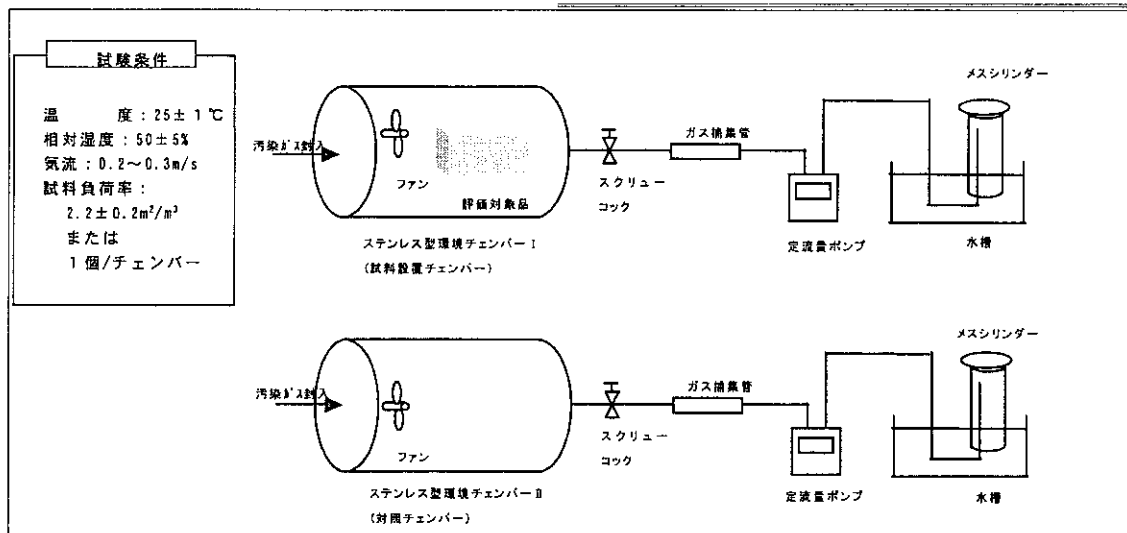 試験条件
温　　度：25±1℃
相対湿度：50±5%
気流：0.2～0.3m/s
試料負荷率：
2.2±0.2m²/m³
または
1個/チェンバー
汚染ガス封入
ファン
評価対象品
ステンレス型環境チェンバーⅠ
(試料設置チェンバー)
スクリュー
コック
ガス捕集管
定流量ポンプ
メスシリンダー
水槽
汚染ガス封入
ファン
ステンレス型環境チェンバーⅡ
(対照チェンバー)
スクリュー
コック
ガス捕集管
定流量ポンプ
メスシリンダー
水槽